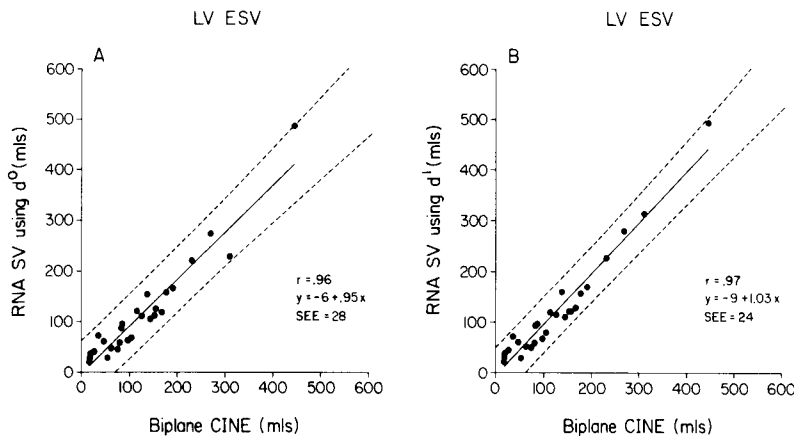 LV ESV
A
RNA SV using d⁰ (mls)
600
500
400
300
200
100
0
r = .96
y = -6 + .95 x
SEE = 28
0 100 200 300 400 500 600
Biplane CINE (mls)
LV ESV
B
RNA SV using d¹ (mls)
600
500
400
300
200
100
0
r = .97
y = -9 + 1.03 x
SEE = 24
0 100 200 300 400 500 600
Biplane CINE (mls)